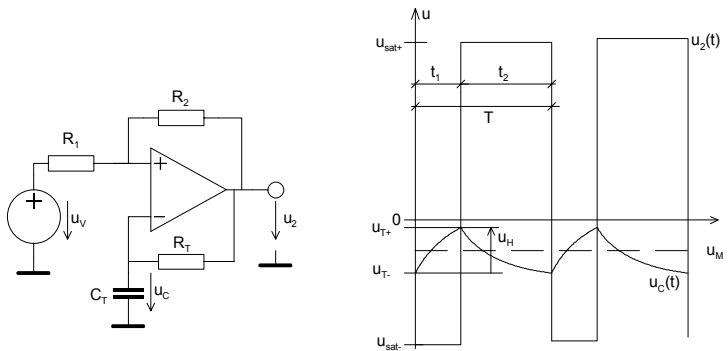 R1
R2
+
+
−
uV
RT
CT
uC
u2
u
usat+
u2(t)
t1
t2
T
0
uT+
uH
uM
uT-
uC(t)
usat-